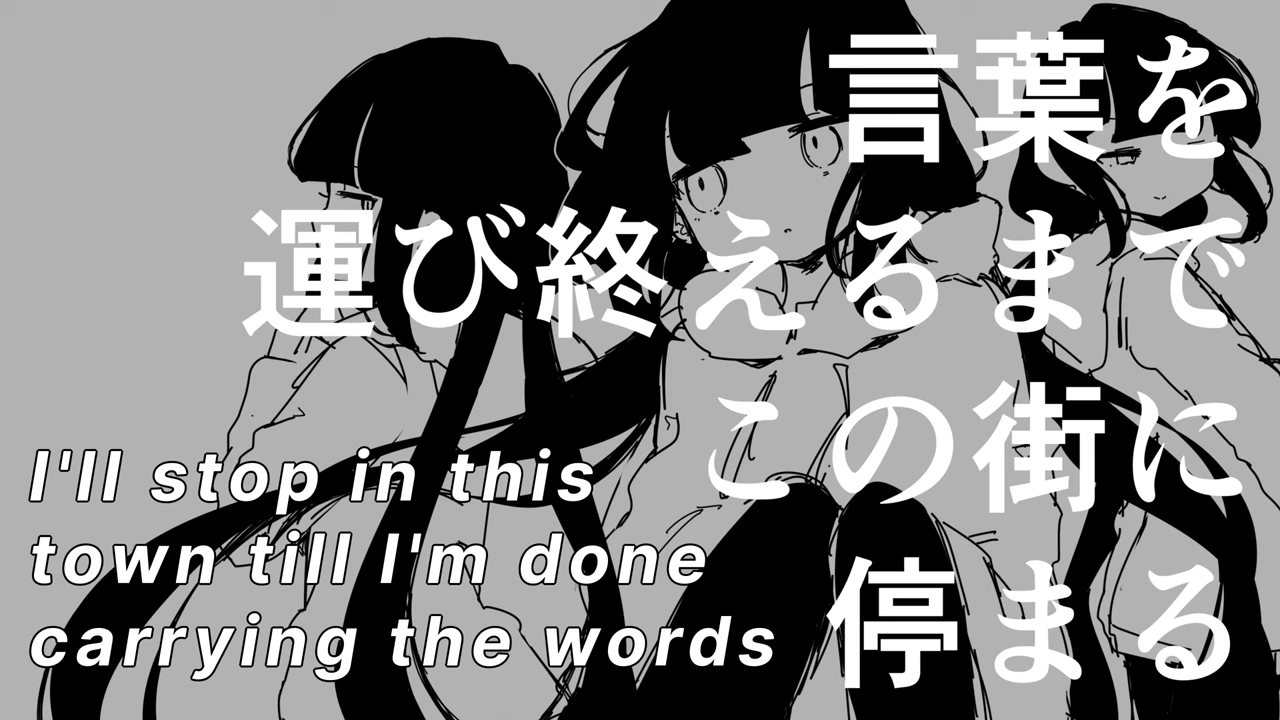 言葉を
運び終えるまで
この街に
停まる
I'll stop in this
town till I'm done
carrying the words